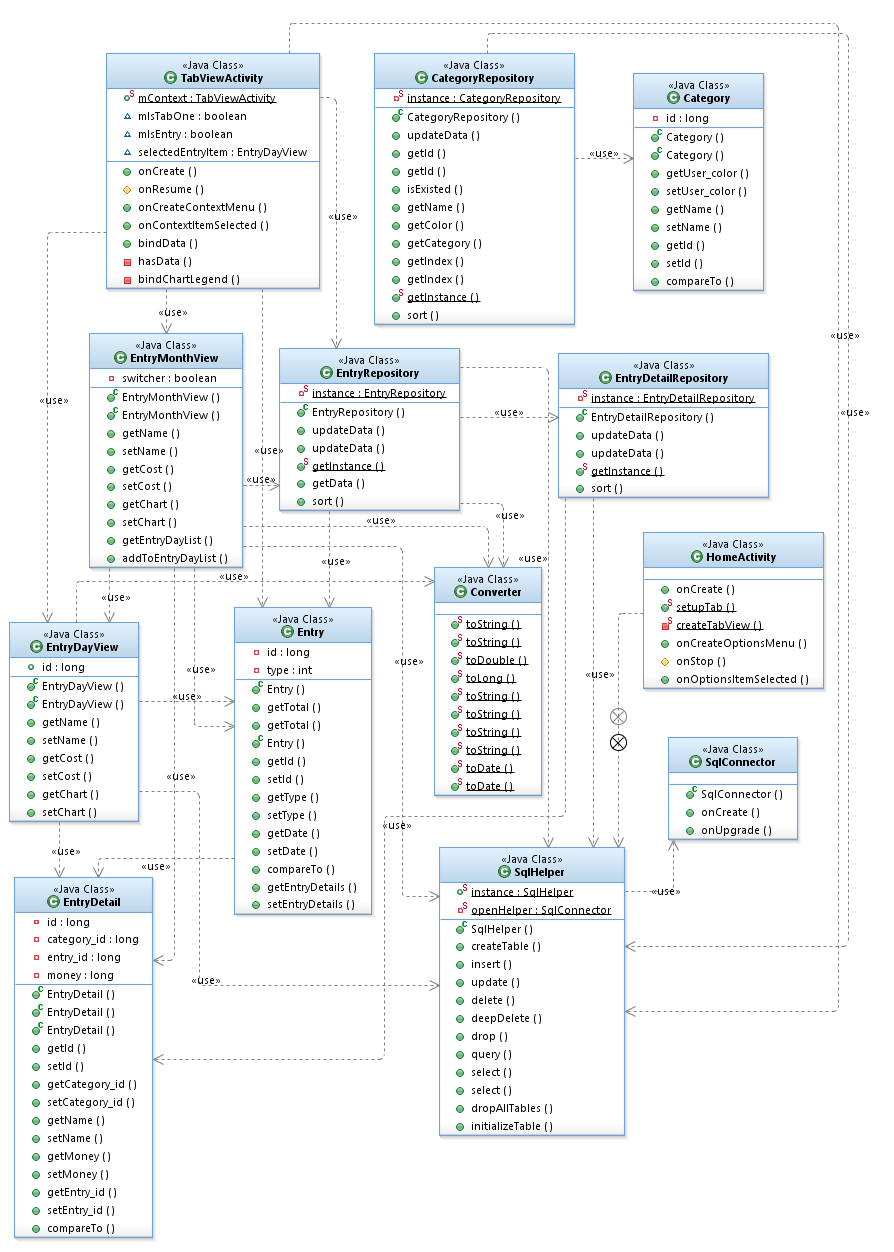 «Java Class»
TabViewActivity
mContext : TabViewActivity
mIsTabOne : boolean
mIsEntry : boolean
selectedEntryItem : EntryDayView
onCreate ( )
onResume ( )
onCreateContextMenu ( )
onContextItemSelected ( )
bindData ( )
hasData ( )
bindChartLegend ( )
«Java Class»
CategoryRepository
instance : CategoryRepository
CategoryRepository ( )
updateData ( )
getId ( )
getId ( )
isExisted ( )
getName ( )
getColor ( )
getCategory ( )
getIndex ( )
getIndex ( )
getInstance ( )
sort ( )
«Java Class»
Category
id : long
Category ( )
Category ( )
getUser_color ( )
setUser_color ( )
getName ( )
setName ( )
getId ( )
setId ( )
compareTo ( )
«use»
«use»
«use»
«use»
«use»
«use»
«Java Class»
EntryMonthView
switcher : boolean
EntryMonthView ( )
EntryMonthView ( )
getName ( )
setName ( )
getCost ( )
setCost ( )
getChart ( )
setChart ( )
getEntryDayList ( )
addToEntryDayList ( )
«Java Class»
EntryRepository
instance : EntryRepository
EntryRepository ( )
updateData ( )
updateData ( )
getInstance ( )
getData ( )
sort ( )
«Java Class»
EntryDetailRepository
instance : EntryDetailRepository
EntryDetailRepository ( )
updateData ( )
updateData ( )
getInstance ( )
sort ( )
«use»
«use»
«use»
«use»
«use»
«use»
«use»
«use»
«use»
«use»
«Java Class»
HomeActivity
onCreate ( )
setupTab ( )
createTabView ( )
onCreateOptionsMenu ( )
onStop ( )
onOptionsItemSelected ( )
«Java Class»
Converter
toString ( )
toString ( )
toDouble ( )
toLong ( )
toString ( )
toString ( )
toString ( )
toString ( )
toDate ( )
toDate ( )
«Java Class»
EntryDayView
id : long
EntryDayView ( )
EntryDayView ( )
getName ( )
setName ( )
getCost ( )
setCost ( )
getChart ( )
setChart ( )
«Java Class»
Entry
id : long
type : int
Entry ( )
getTotal ( )
getTotal ( )
Entry ( )
getId ( )
setId ( )
getType ( )
setType ( )
getDate ( )
setDate ( )
compareTo ( )
getEntryDetails ( )
setEntryDetails ( )
«use»
«use»
«use»
«use»
«use»
«use»
«use»
«use»
«use»
«use»
«Java Class»
SqlConnector
SqlConnector ( )
onCreate ( )
onUpgrade ( )
«Java Class»
EntryDetail
id : long
category_id : long
entry_id : long
money : long
EntryDetail ( )
EntryDetail ( )
EntryDetail ( )
getId ( )
setId ( )
getCategory_id ( )
setCategory_id ( )
getName ( )
setName ( )
getMoney ( )
setMoney ( )
getEntry_id ( )
setEntry_id ( )
compareTo ( )
«Java Class»
SqlHelper
instance : SqlHelper
openHelper : SqlConnector
SqlHelper ( )
createTable ( )
insert ( )
update ( )
delete ( )
deepDelete ( )
drop ( )
query ( )
select ( )
select ( )
dropAllTables ( )
initializeTable ( )